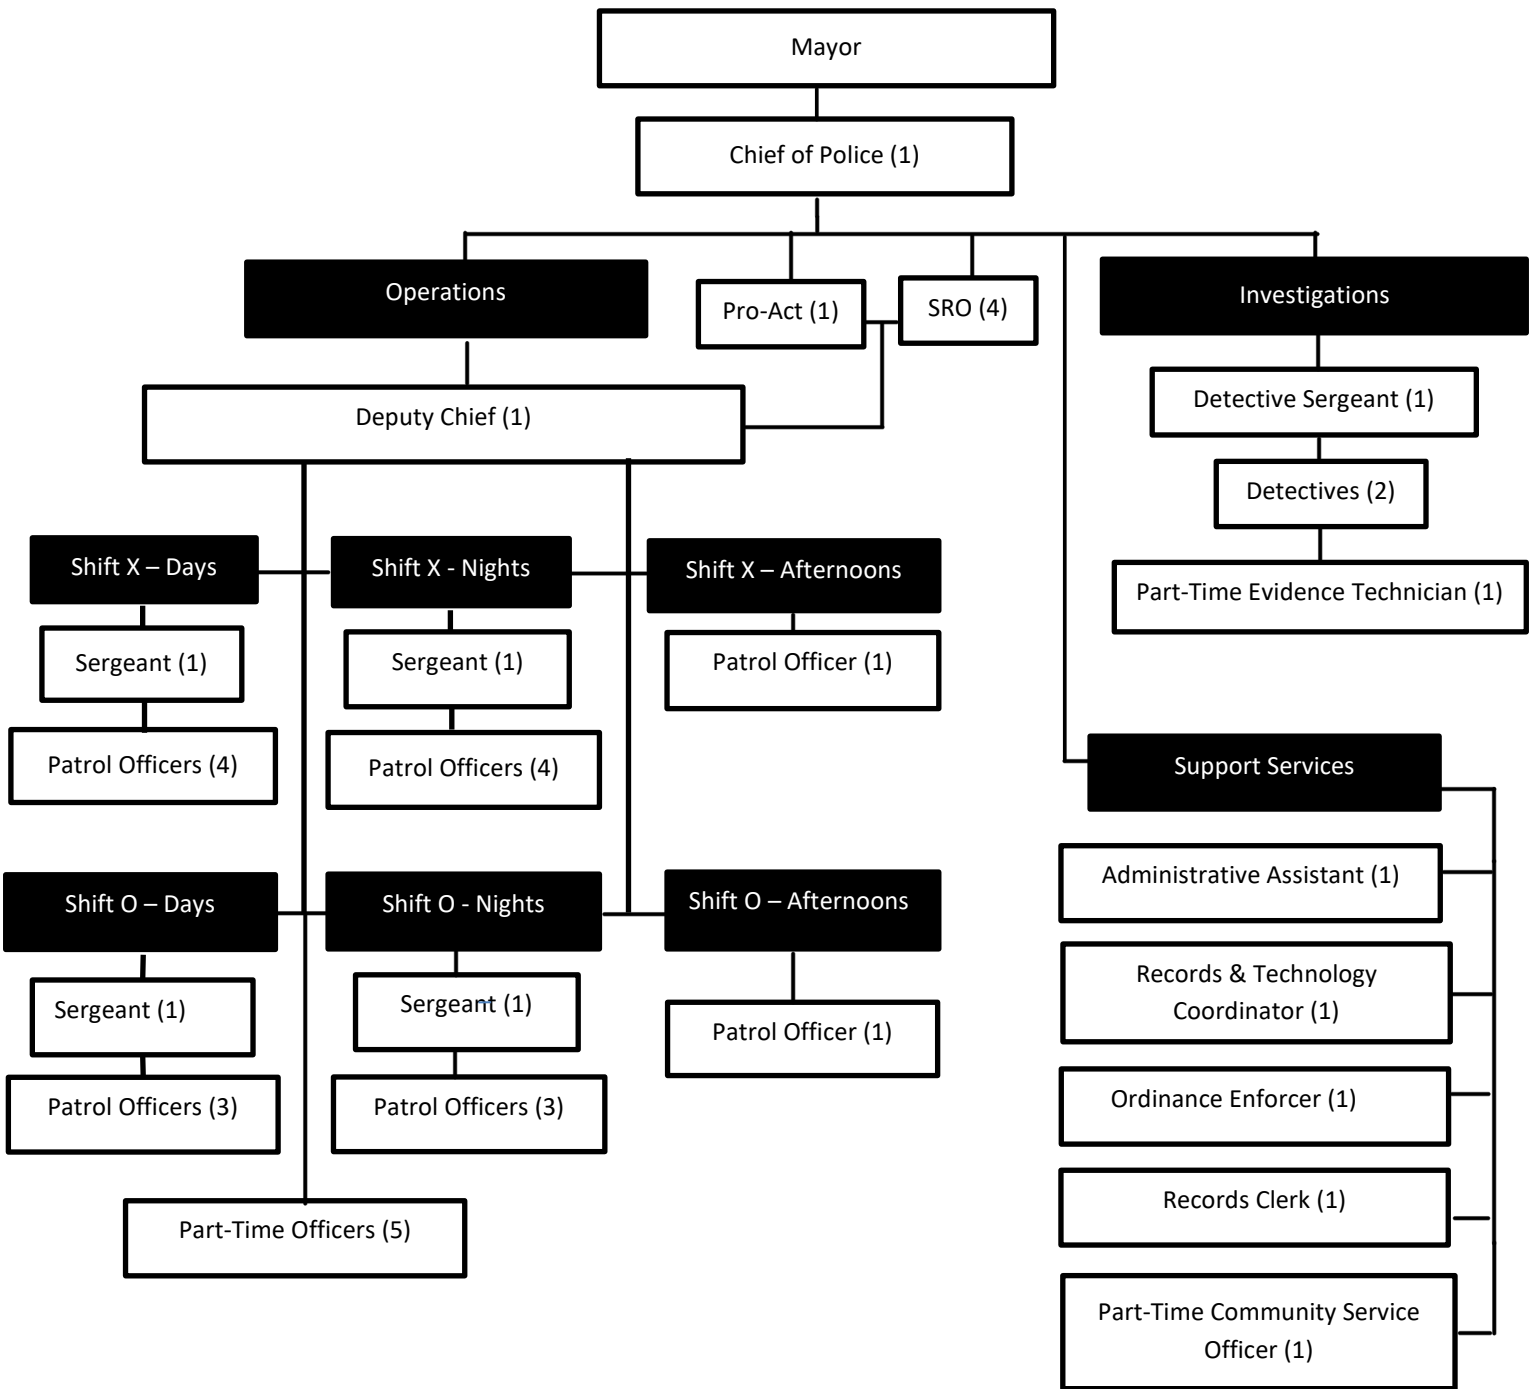 Mayor
Chief of Police (1)
Operations
Pro-Act (1)
SRO (4)
Investigations
Deputy Chief (1)
Detective Sergeant (1)
Detectives (2)
Part-Time Evidence Technician (1)
Shift X – Days
Shift X - Nights
Shift X – Afternoons
Sergeant (1)
Sergeant (1)
Patrol Officer (1)
Patrol Officers (4)
Patrol Officers (4)
Support Services
Administrative Assistant (1)
Records & Technology
Coordinator (1)
Ordinance Enforcer (1)
Records Clerk (1)
Part-Time Community Service
Officer (1)
Shift O – Days
Shift O - Nights
Shift O – Afternoons
Sergeant (1)
Sergeant (1)
Patrol Officer (1)
Patrol Officers (3)
Patrol Officers (3)
Part-Time Officers (5)